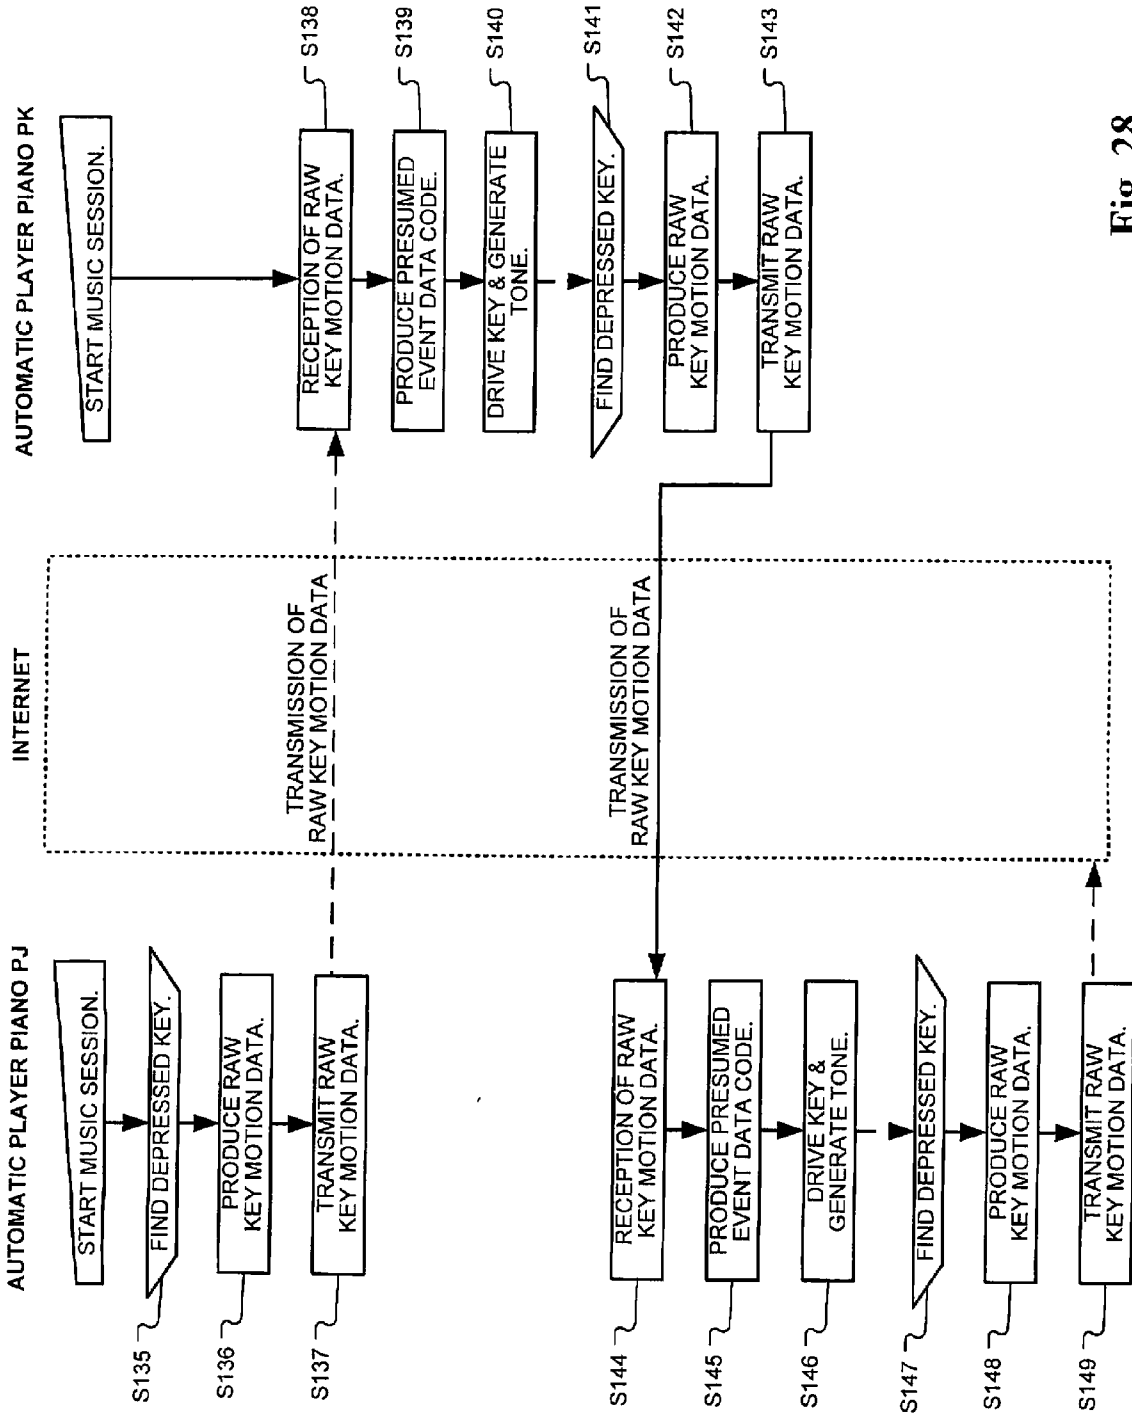 AUTOMATIC PLAYER PIANO PJ
INTERNET
AUTOMATIC PLAYER PIANO PK
START MUSIC SESSION.
START MUSIC SESSION.
S135
FIND DEPRESSED KEY.
S136
PRODUCE RAW
KEY MOTION DATA.
S137
TRANSMIT RAW
KEY MOTION DATA.
TRANSMISSION OF
RAW KEY MOTION DATA
RECEPTION OF RAW
KEY MOTION DATA.
S138
PRODUCE PRESUMED
EVENT DATA CODE.
S139
DRIVE KEY & GENERATE
TONE.
S140
FIND DEPRESSED KEY.
S141
PRODUCE RAW
KEY MOTION DATA.
S142
TRANSMIT RAW
KEY MOTION DATA.
S143
TRANSMISSION OF
RAW KEY MOTION DATA
S144
RECEPTION OF RAW
KEY MOTION DATA.
S145
PRODUCE PRESUMED
EVENT DATA CODE.
S146
DRIVE KEY &
GENERATE TONE.
S147
FIND DEPRESSED KEY.
S148
PRODUCE RAW
KEY MOTION DATA.
S149
TRANSMIT RAW
KEY MOTION DATA.
Fig. 28